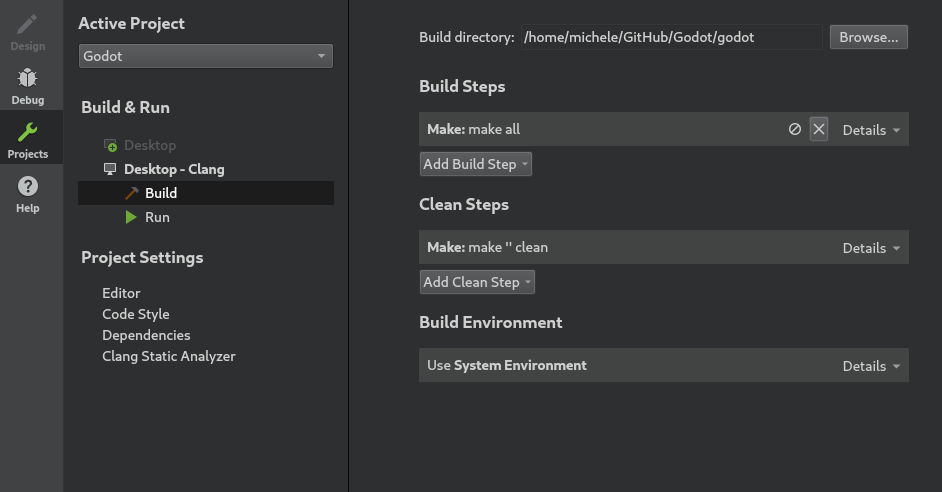 Design
Debug
Projects
Help
Active Project
Godot
Build & Run
Desktop
Desktop - Clang
Build
Run
Project Settings
Editor
Code Style
Dependencies
Clang Static Analyzer
Build directory: /home/michele/GitHub/Godot/godot Browse...
Build Steps
Make: make all Details
Add Build Step
Clean Steps
Make: make '' clean Details
Add Clean Step
Build Environment
Use System Environment Details